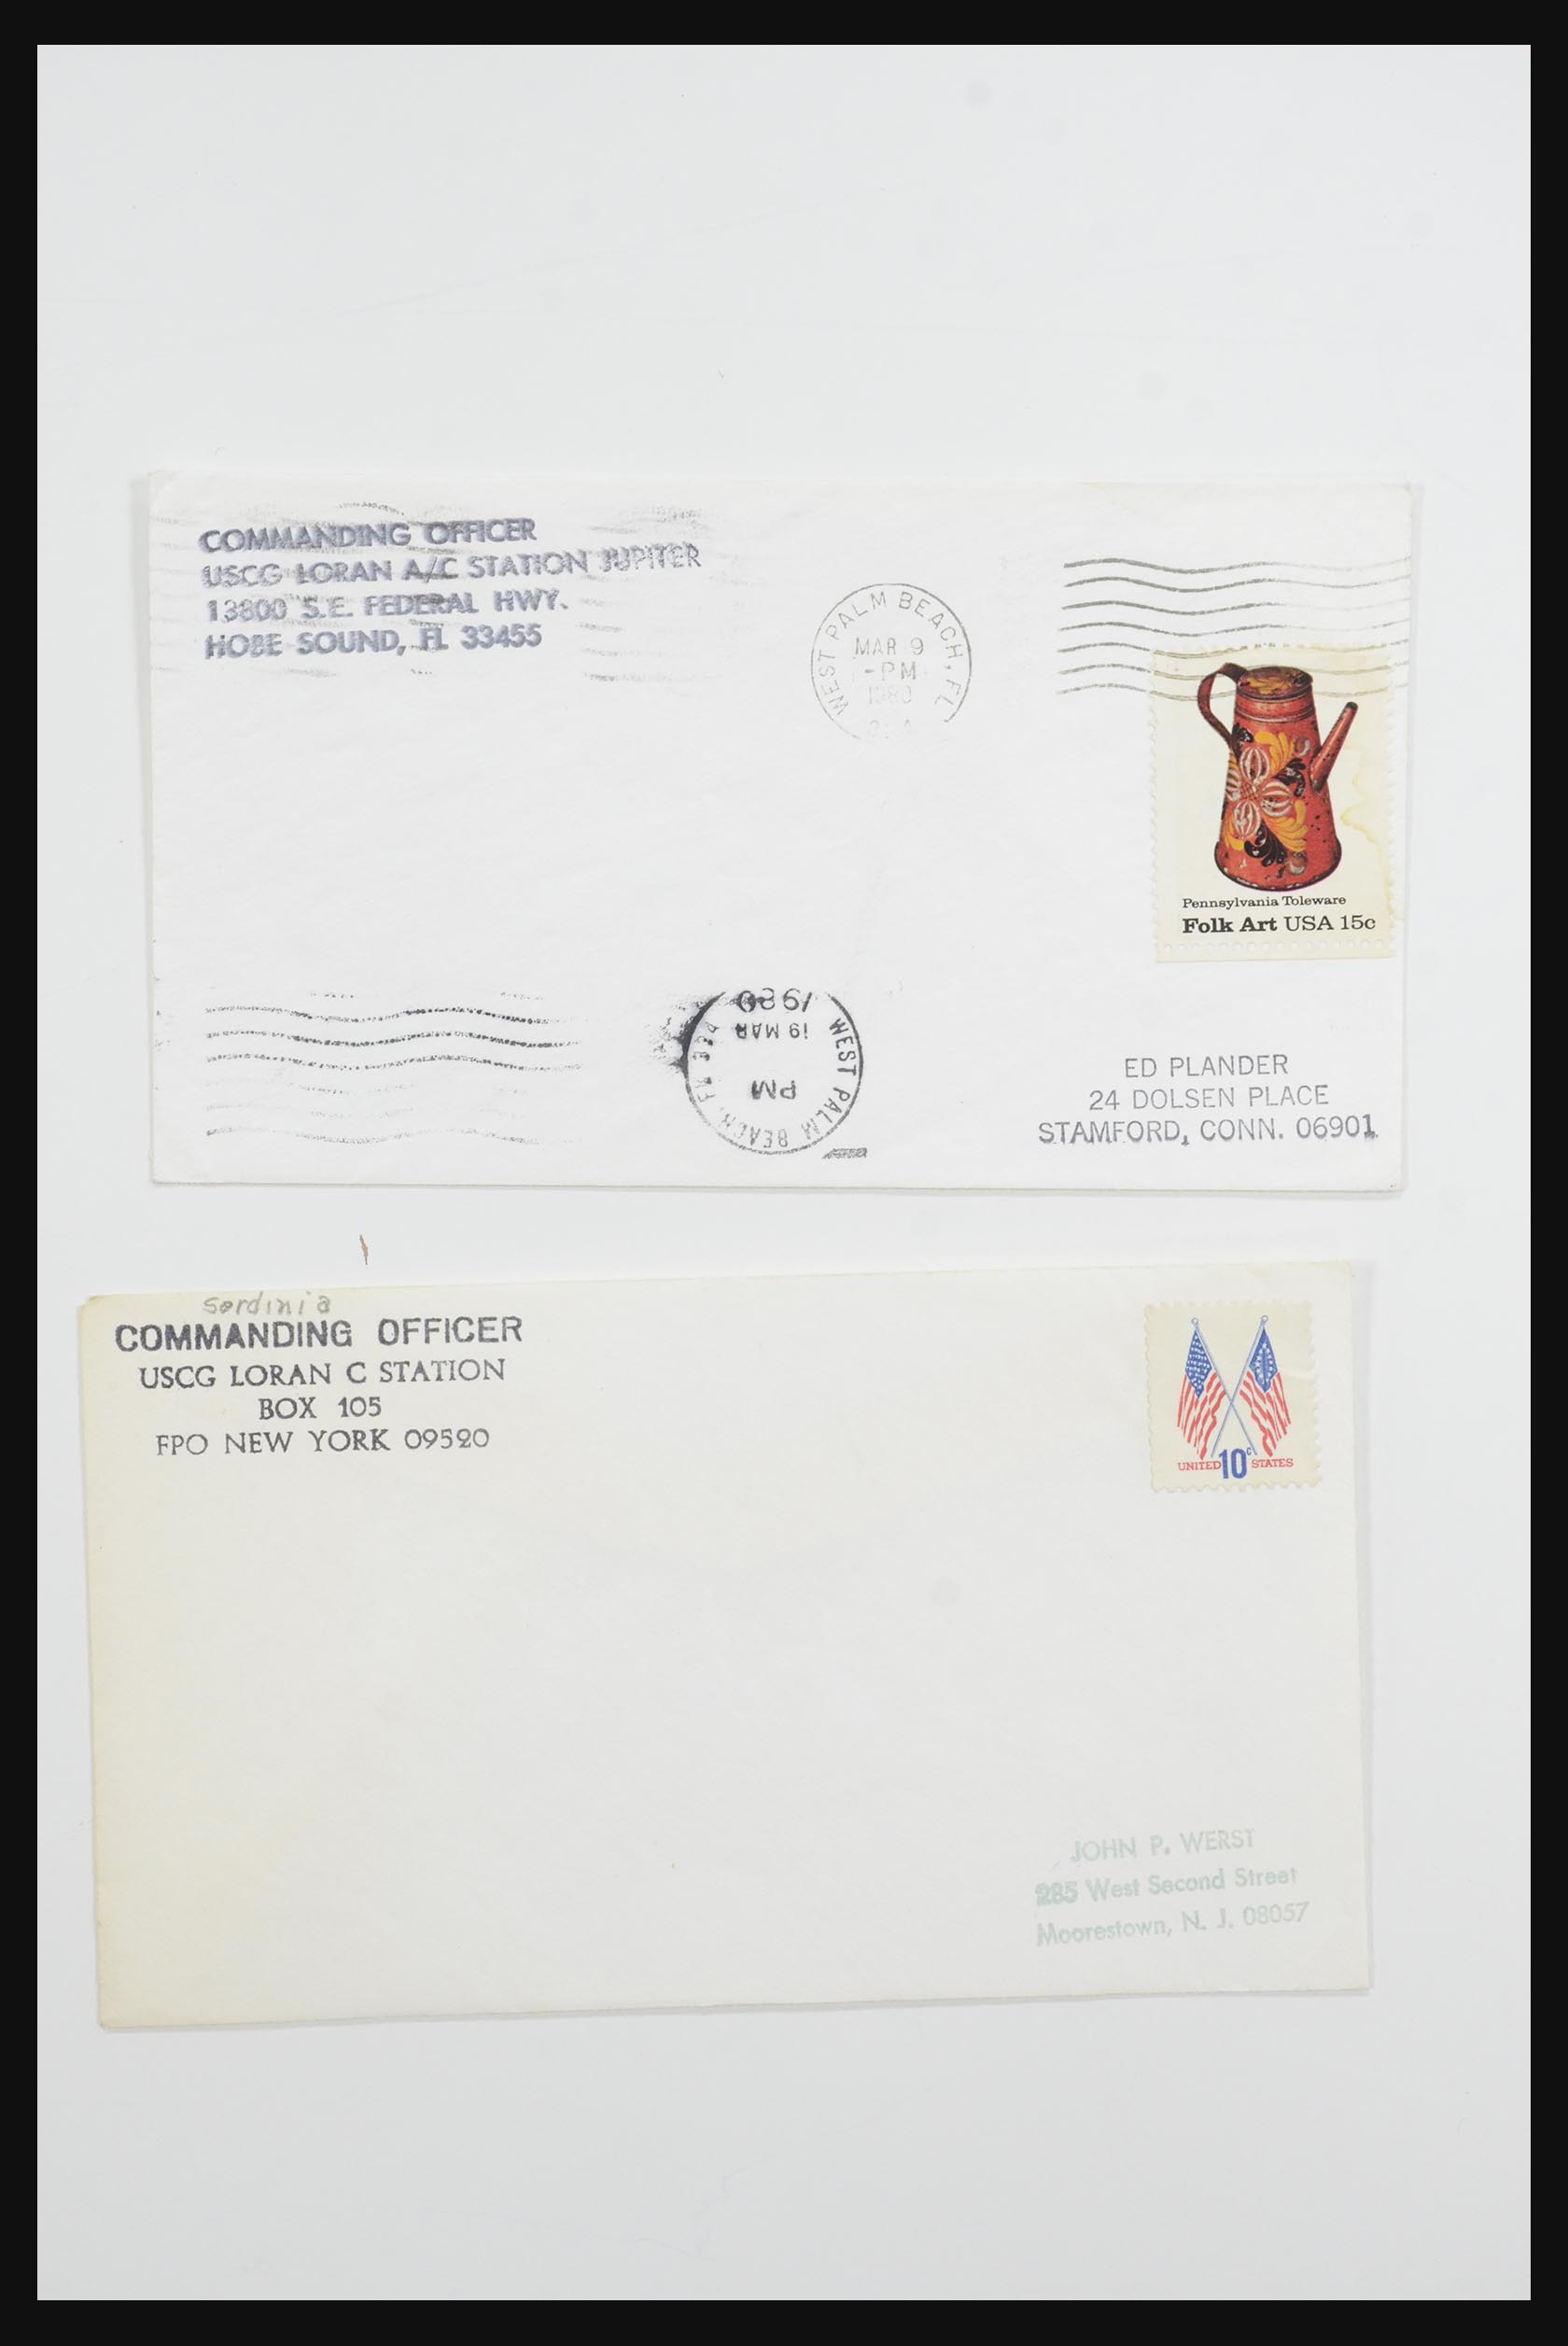 COMMANDING OFFICER
USCG LORAN A/C STATION JUPITER
13800 S.E. FEDERAL HWY.
HOBE SOUND, FL 33455
WEST PALM BEACH, FL
MAR 9
-PM
1980
Pennsylvania Toleware
Folk Art USA 15c
WEST PALM BEACH, FL
PM
19 MAR
1980
ED PLANDER
24 DOLSEN PLACE
STAMFORD, CONN. 06901
Sardinia
COMMANDING OFFICER
USCG LORAN C STATION
BOX 105
FPO NEW YORK 09520
UNITED 10c STATES
JOHN P. WERST
285 West Second Street
Moorestown, N. J. 08057